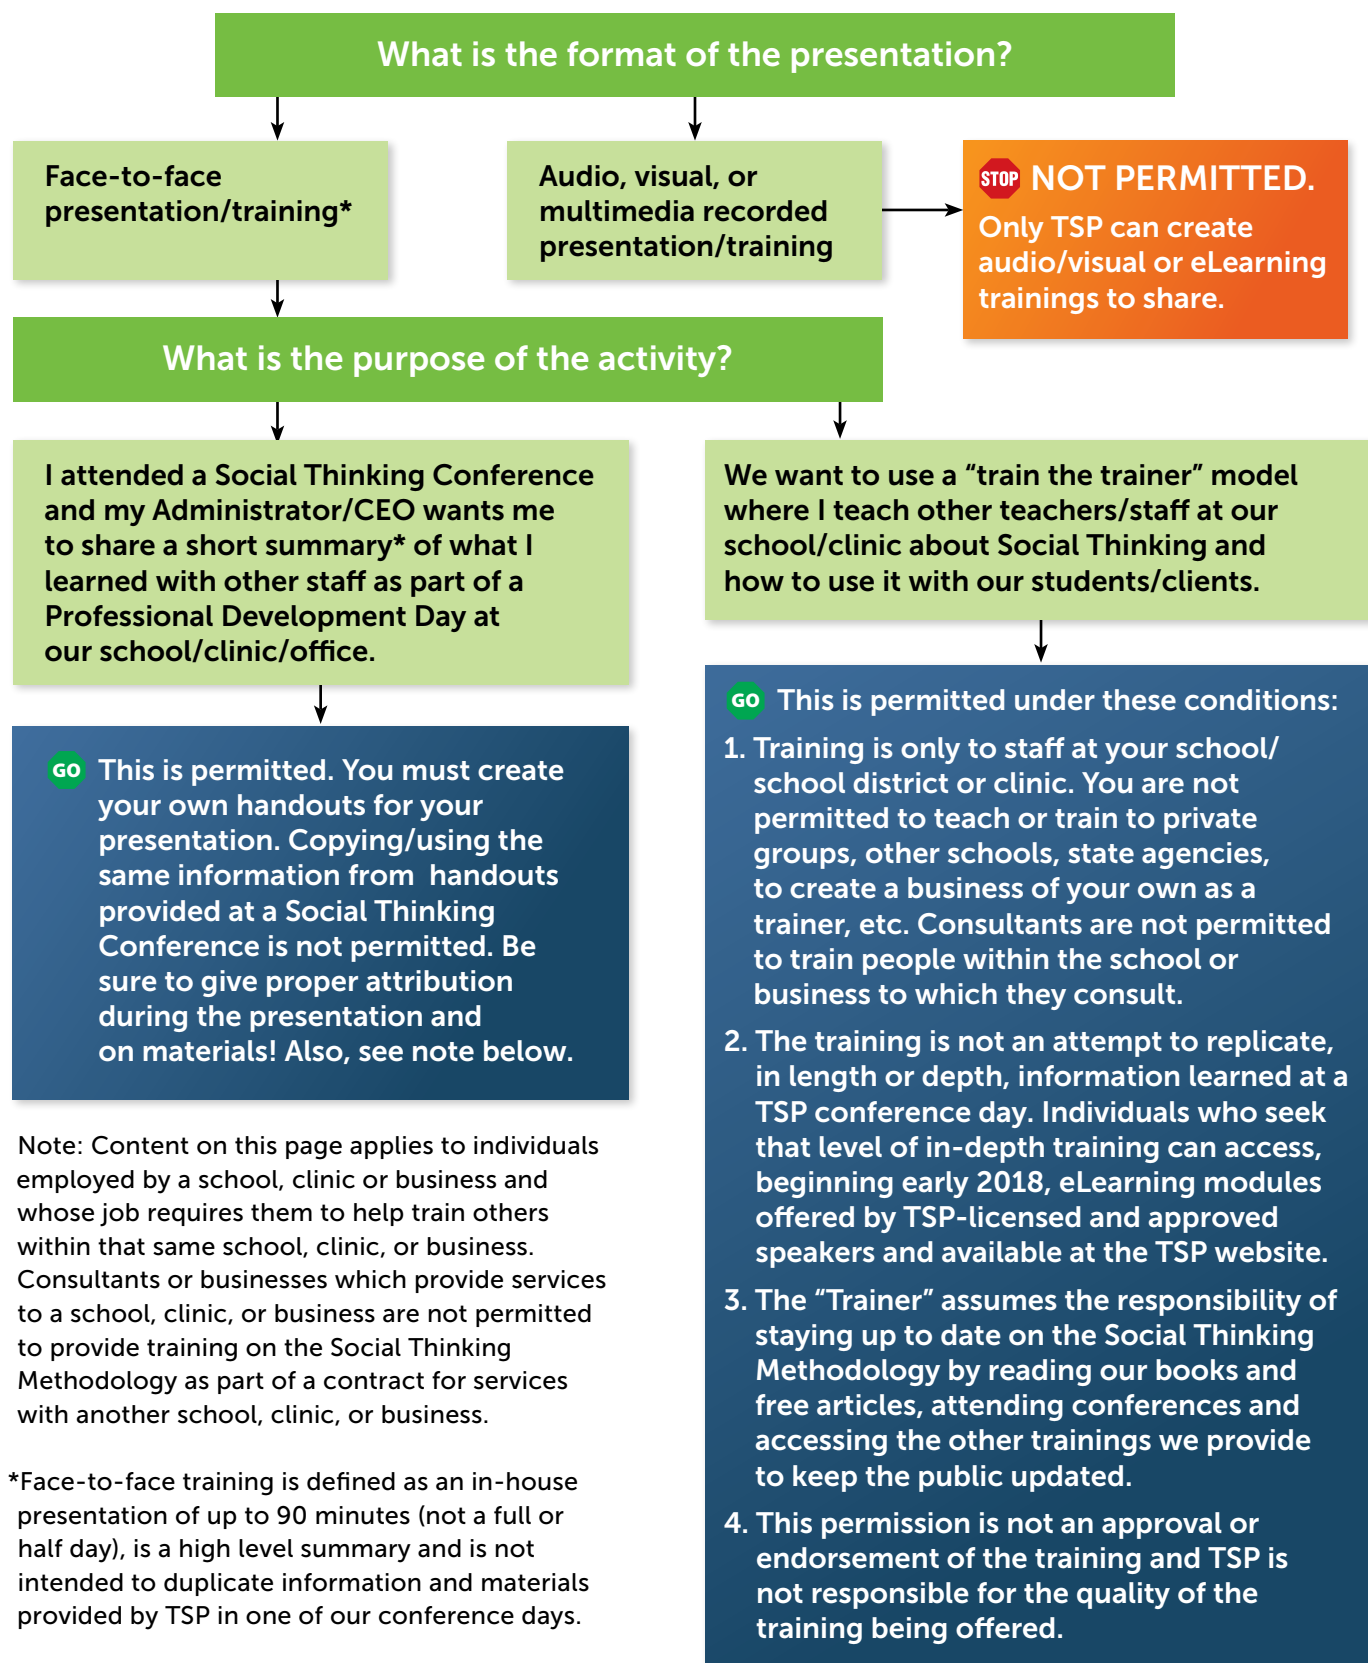 What is the format of the presentation?
Face-to-face
presentation/training*
Audio, visual, or
multimedia recorded
presentation/training
STOP NOT PERMITTED.
Only TSP can create
audio/visual or eLearning
trainings to share.
What is the purpose of the activity?
I attended a Social Thinking Conference
and my Administrator/CEO wants me
to share a short summary* of what I
learned with other staff as part of a
Professional Development Day at
our school/clinic/office.
GO This is permitted. You must create
your own handouts for your
presentation. Copying/using the
same information from handouts
provided at a Social Thinking
Conference is not permitted. Be
sure to give proper attribution
during the presentation and
on materials! Also, see note below.
Note: Content on this page applies to individuals
employed by a school, clinic or business and
whose job requires them to help train others
within that same school, clinic, or business.
Consultants or businesses which provide services
to a school, clinic, or business are not permitted
to provide training on the Social Thinking
Methodology as part of a contract for services
with another school, clinic, or business.
*Face-to-face training is defined as an in-house
presentation of up to 90 minutes (not a full or
half day), is a high level summary and is not
intended to duplicate information and materials
provided by TSP in one of our conference days.
We want to use a “train the trainer” model
where I teach other teachers/staff at our
school/clinic about Social Thinking and
how to use it with our students/clients.
GO This is permitted under these conditions:
1. Training is only to staff at your school/
school district or clinic. You are not
permitted to teach or train to private
groups, other schools, state agencies,
to create a business of your own as a
trainer, etc. Consultants are not permitted
to train people within the school or
business to which they consult.
2. The training is not an attempt to replicate,
in length or depth, information learned at a
TSP conference day. Individuals who seek
that level of in-depth training can access,
beginning early 2018, eLearning modules
offered by TSP-licensed and approved
speakers and available at the TSP website.
3. The “Trainer” assumes the responsibility of
staying up to date on the Social Thinking
Methodology by reading our books and
free articles, attending conferences and
accessing the other trainings we provide
to keep the public updated.
4. This permission is not an approval or
endorsement of the training and TSP is
not responsible for the quality of the
training being offered.